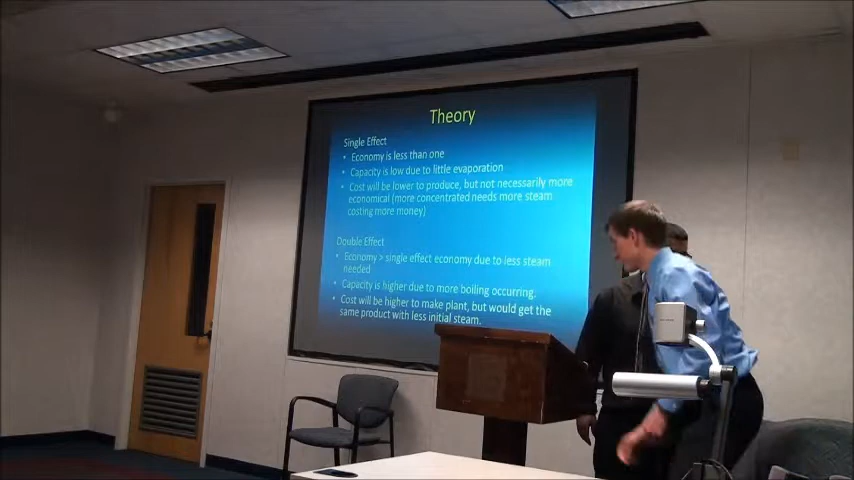 Theory
Single Effect
• Economy is less than one
• Capacity is low due to little evaporation
• Cost will be lower to produce, but not necessarily more
economical (more concentrated needs more steam
costing more money)
Double Effect
• Economy > single effect economy due to less steam
needed
• Capacity is higher due to more boiling occurring,
• Cost will be higher to make plant, but would get the
same product with less initial steam.